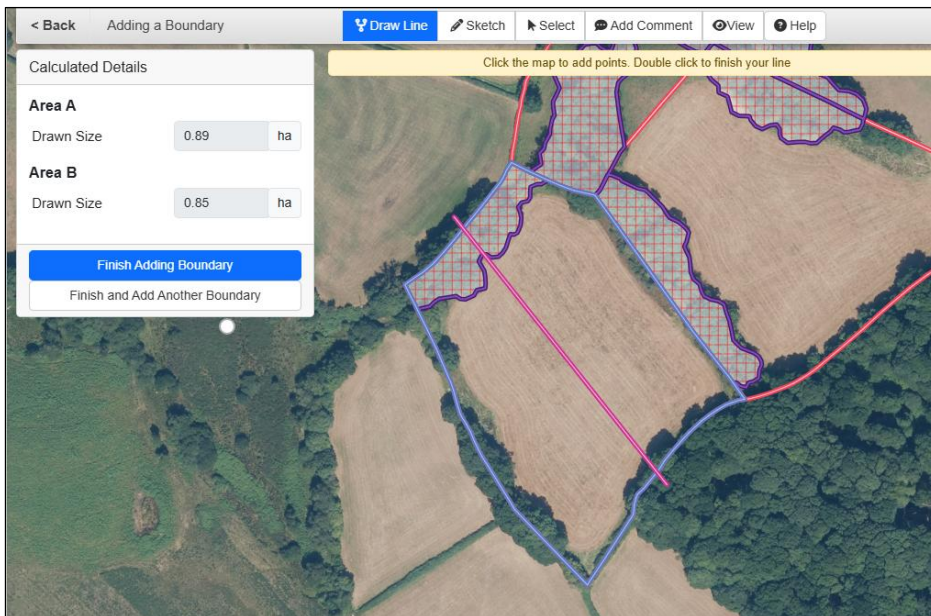 < Back Adding a Boundary Draw Line Sketch Select Add Comment View Help
Click the map to add points. Double click to finish your line
Calculated Details
Area A
Drawn Size 0.89 ha
Area B
Drawn Size 0.85 ha
Finish Adding Boundary
Finish and Add Another Boundary